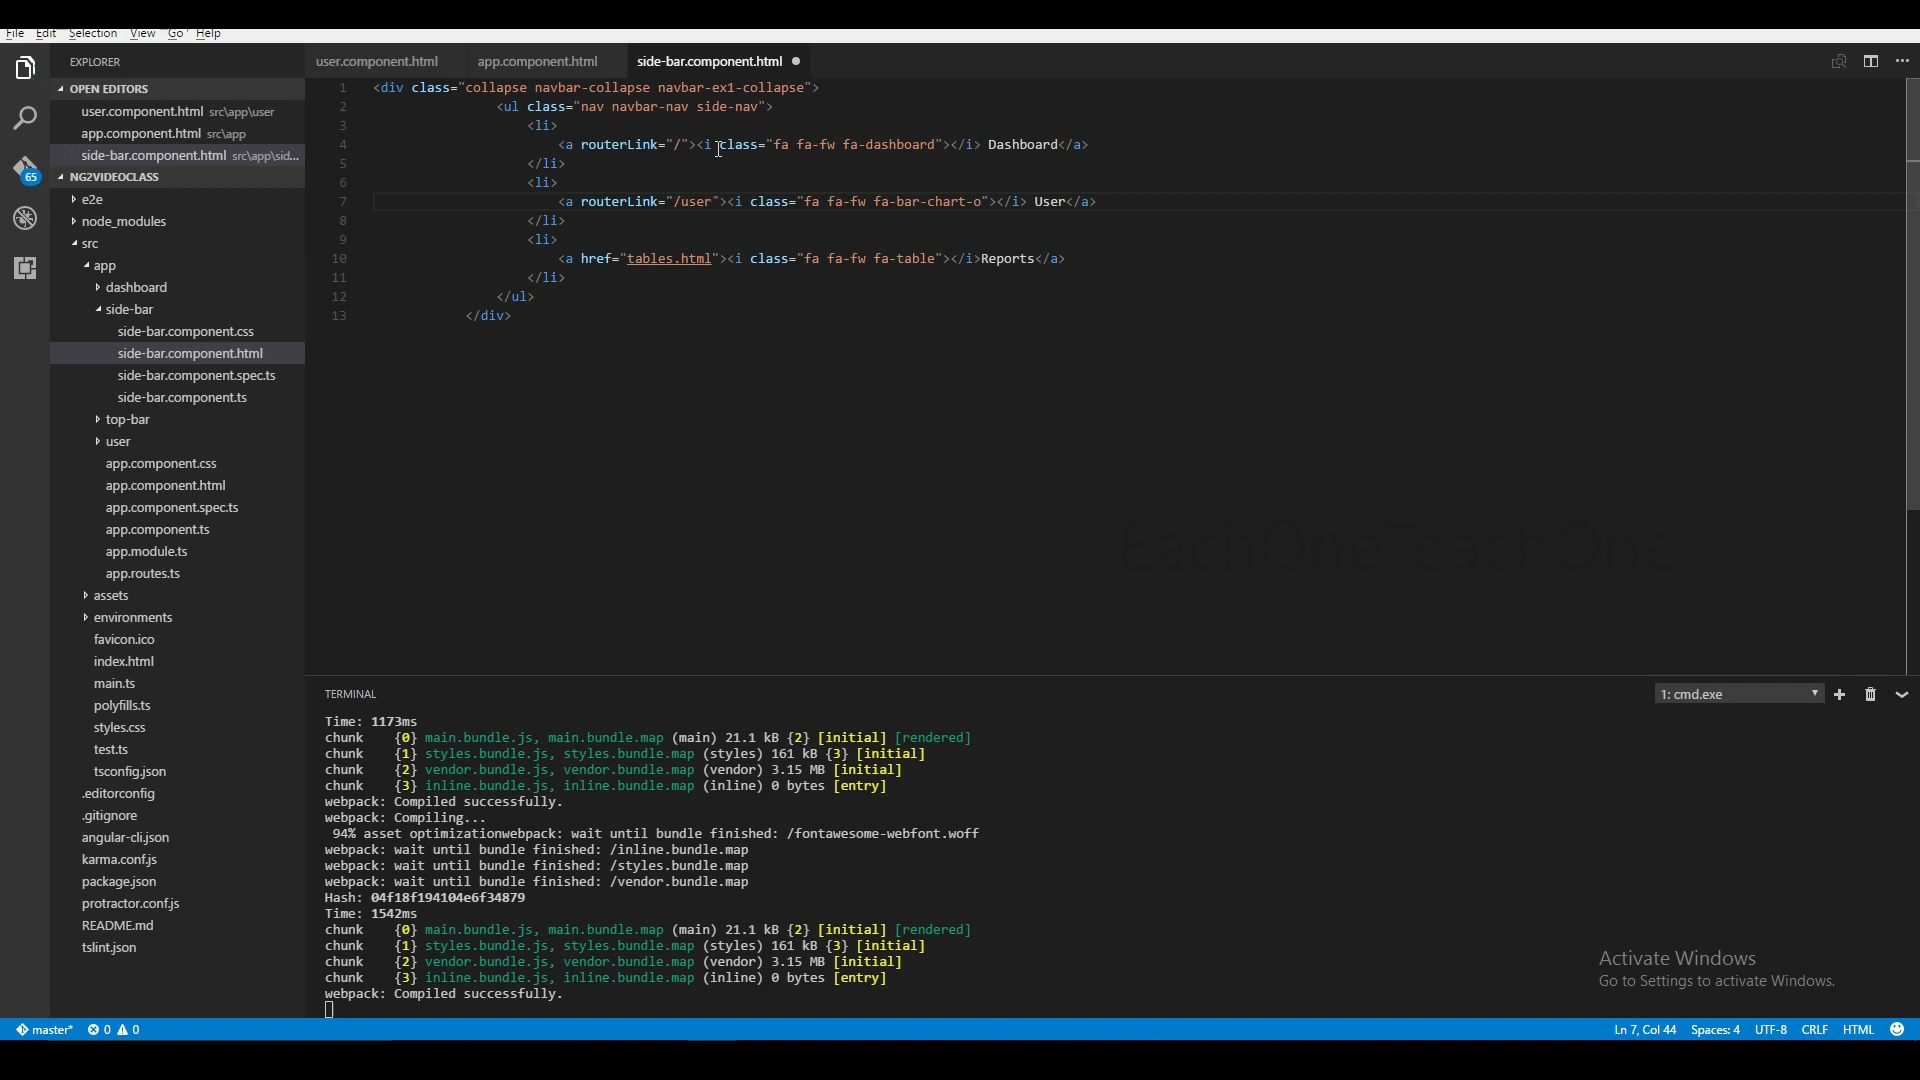 File Edit Selection View Go Help
EXPLORER
user.component.html app.component.html side-bar.component.html
OPEN EDITORS
user.component.html src\app\user
app.component.html src\app
side-bar.component.html src\app\sid...
NG2VIDEOCLASS
e2e
node_modules
src
app
dashboard
side-bar
side-bar.component.css
side-bar.component.html
side-bar.component.spec.ts
side-bar.component.ts
top-bar
user
app.component.css
app.component.html
app.component.spec.ts
app.component.ts
app.module.ts
app.routes.ts
assets
environments
favicon.ico
index.html
main.ts
polyfills.ts
styles.css
test.ts
tsconfig.json
.editorconfig
.gitignore
angular-cli.json
karma.conf.js
package.json
protractor.conf.js
README.md
tslint.json
65
1 <div class="collapse navbar-collapse navbar-ex1-collapse">
2 <ul class="nav navbar-nav side-nav">
3 <li>
4 <a routerLink="/"><i class="fa fa-fw fa-dashboard"></i> Dashboard</a>
5 </li>
6 <li>
7 <a routerLink="/user"><i class="fa fa-fw fa-bar-chart-o"></i> User</a>
8 </li>
9 <li>
10 <a href="tables.html"><i class="fa fa-fw fa-table"></i>Reports</a>
11 </li>
12 </ul>
13 </div>
EachOneTeachOne
TERMINAL
1: cmd.exe
Time: 1173ms
chunk {0} main.bundle.js, main.bundle.map (main) 21.1 kB {2} [initial] [rendered]
chunk {1} styles.bundle.js, styles.bundle.map (styles) 161 kB {3} [initial]
chunk {2} vendor.bundle.js, vendor.bundle.map (vendor) 3.15 MB [initial]
chunk {3} inline.bundle.js, inline.bundle.map (inline) 0 bytes [entry]
webpack: Compiled successfully.
webpack: Compiling...
94% asset optimizationwebpack: wait until bundle finished: /fontawesome-webfont.woff
webpack: wait until bundle finished: /inline.bundle.map
webpack: wait until bundle finished: /styles.bundle.map
webpack: wait until bundle finished: /vendor.bundle.map
Hash: 04f18f194104e6f34879
Time: 1542ms
chunk {0} main.bundle.js, main.bundle.map (main) 21.1 kB {2} [initial] [rendered]
chunk {1} styles.bundle.js, styles.bundle.map (styles) 161 kB {3} [initial]
chunk {2} vendor.bundle.js, vendor.bundle.map (vendor) 3.15 MB [initial]
chunk {3} inline.bundle.js, inline.bundle.map (inline) 0 bytes [entry]
webpack: Compiled successfully.
Activate Windows
Go to Settings to activate Windows.
master* 0 0 Ln 7, Col 44 Spaces: 4 UTF-8 CRLF HTML